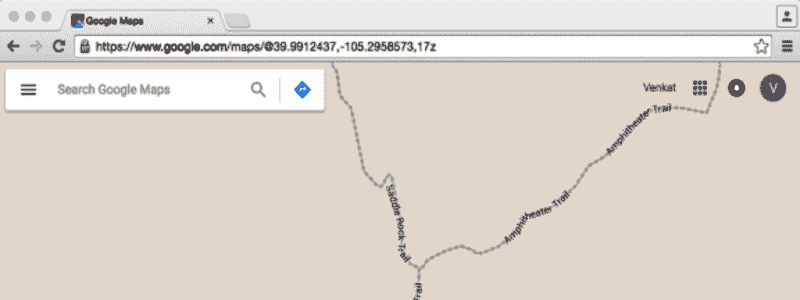 Google Maps
https://www.google.com/maps/@39.9912437,-105.2958573,17z
Search Google Maps
Venkat
V
Amphitheater Trail
Saddle Rock Trail
Amphitheater Trail
Trail